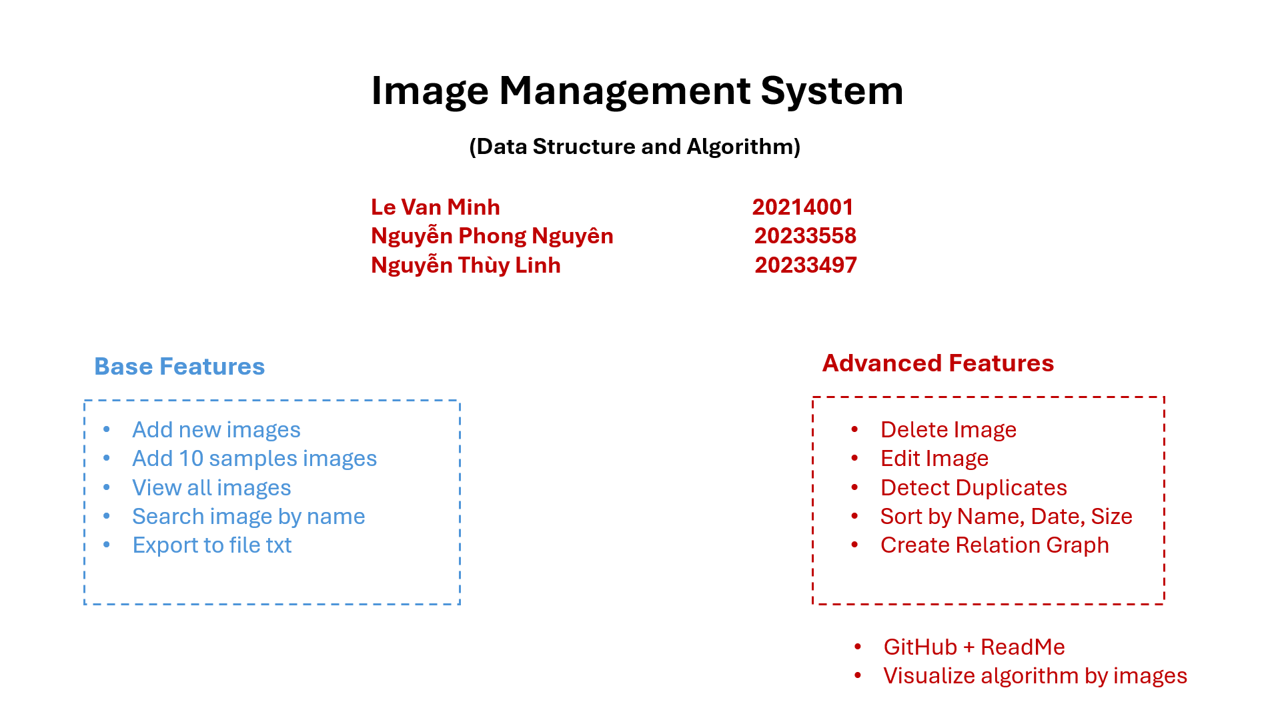 Image Management System
(Data Structure and Algorithm)
Le Van Minh 20214001
Nguyễn Phong Nguyên 20233558
Nguyễn Thùy Linh 20233497
Base Features
• Add new images
• Add 10 samples images
• View all images
• Search image by name
• Export to file txt
Advanced Features
• Delete Image
• Edit Image
• Detect Duplicates
• Sort by Name, Date, Size
• Create Relation Graph
• GitHub + ReadMe
• Visualize algorithm by images